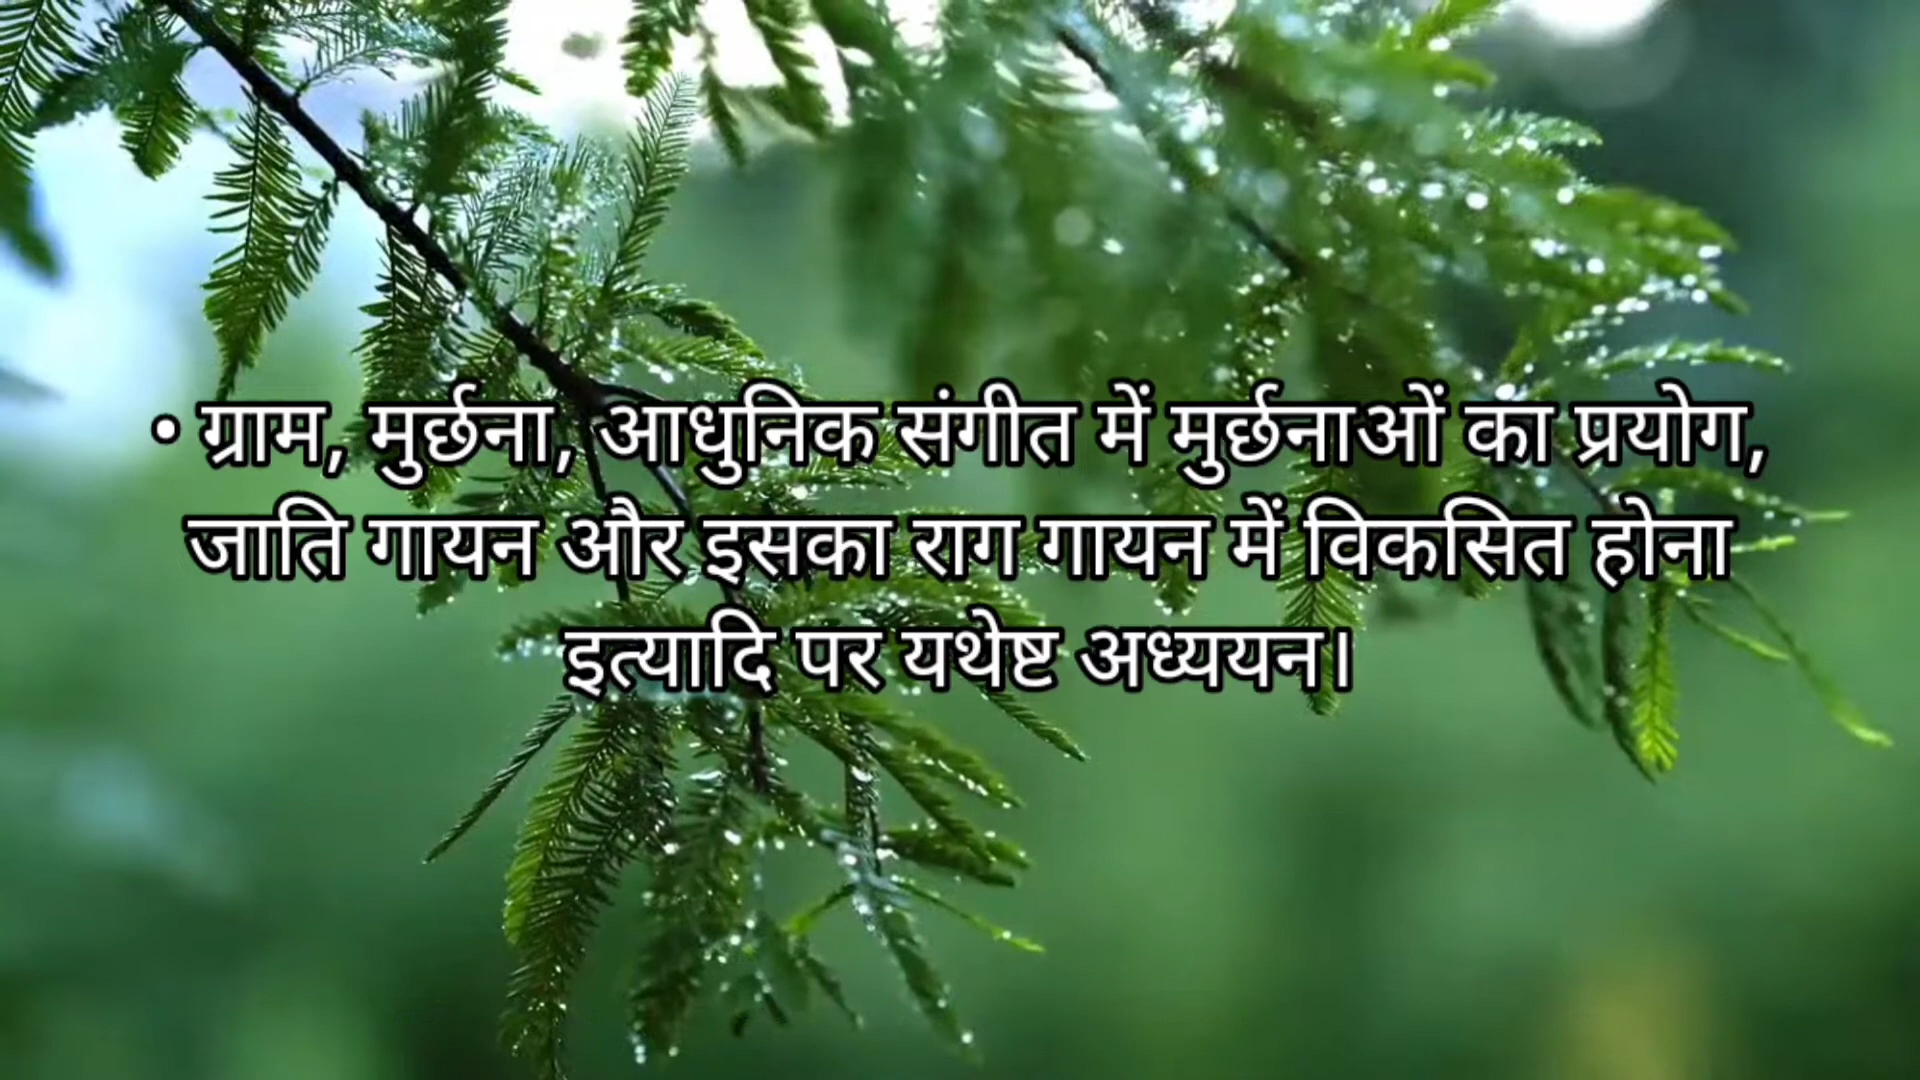 • ग्राम, मुर्छना, आधुनिक संगीत में मुर्छनाओं का प्रयोग,
जाति गायन और इसका राग गायन में विकसित होना
इत्यादि पर यथेष्ट अध्ययन।